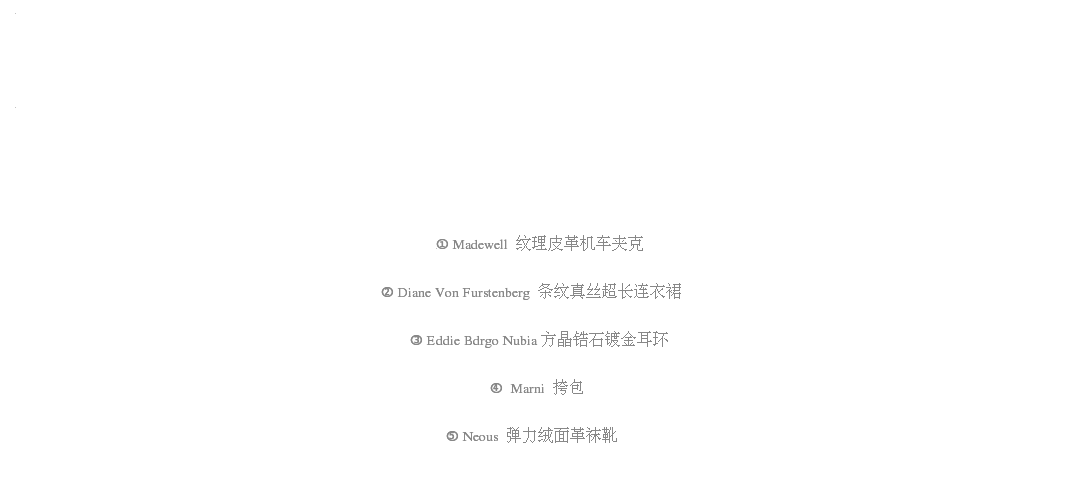 ① Madewell 纹理皮革机车夹克
② Diane Von Furstenberg 条纹真丝超长连衣裙
③ Eddie Bdrgo Nubia 方晶锆石镀金耳环
④ Marni 挎包
⑤ Neous 弹力绒面革袜靴